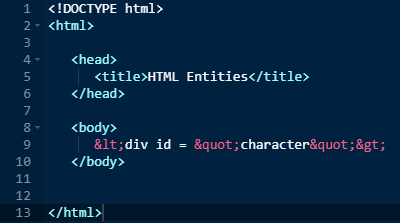 1 <!DOCTYPE html>
2 <html>
3
4 <head>
5 <title>HTML Entities</title>
6 </head>
7
8 <body>
9 &lt;div id = &quot;character&quot;&gt;
10 </body>
11
12
13 </html>